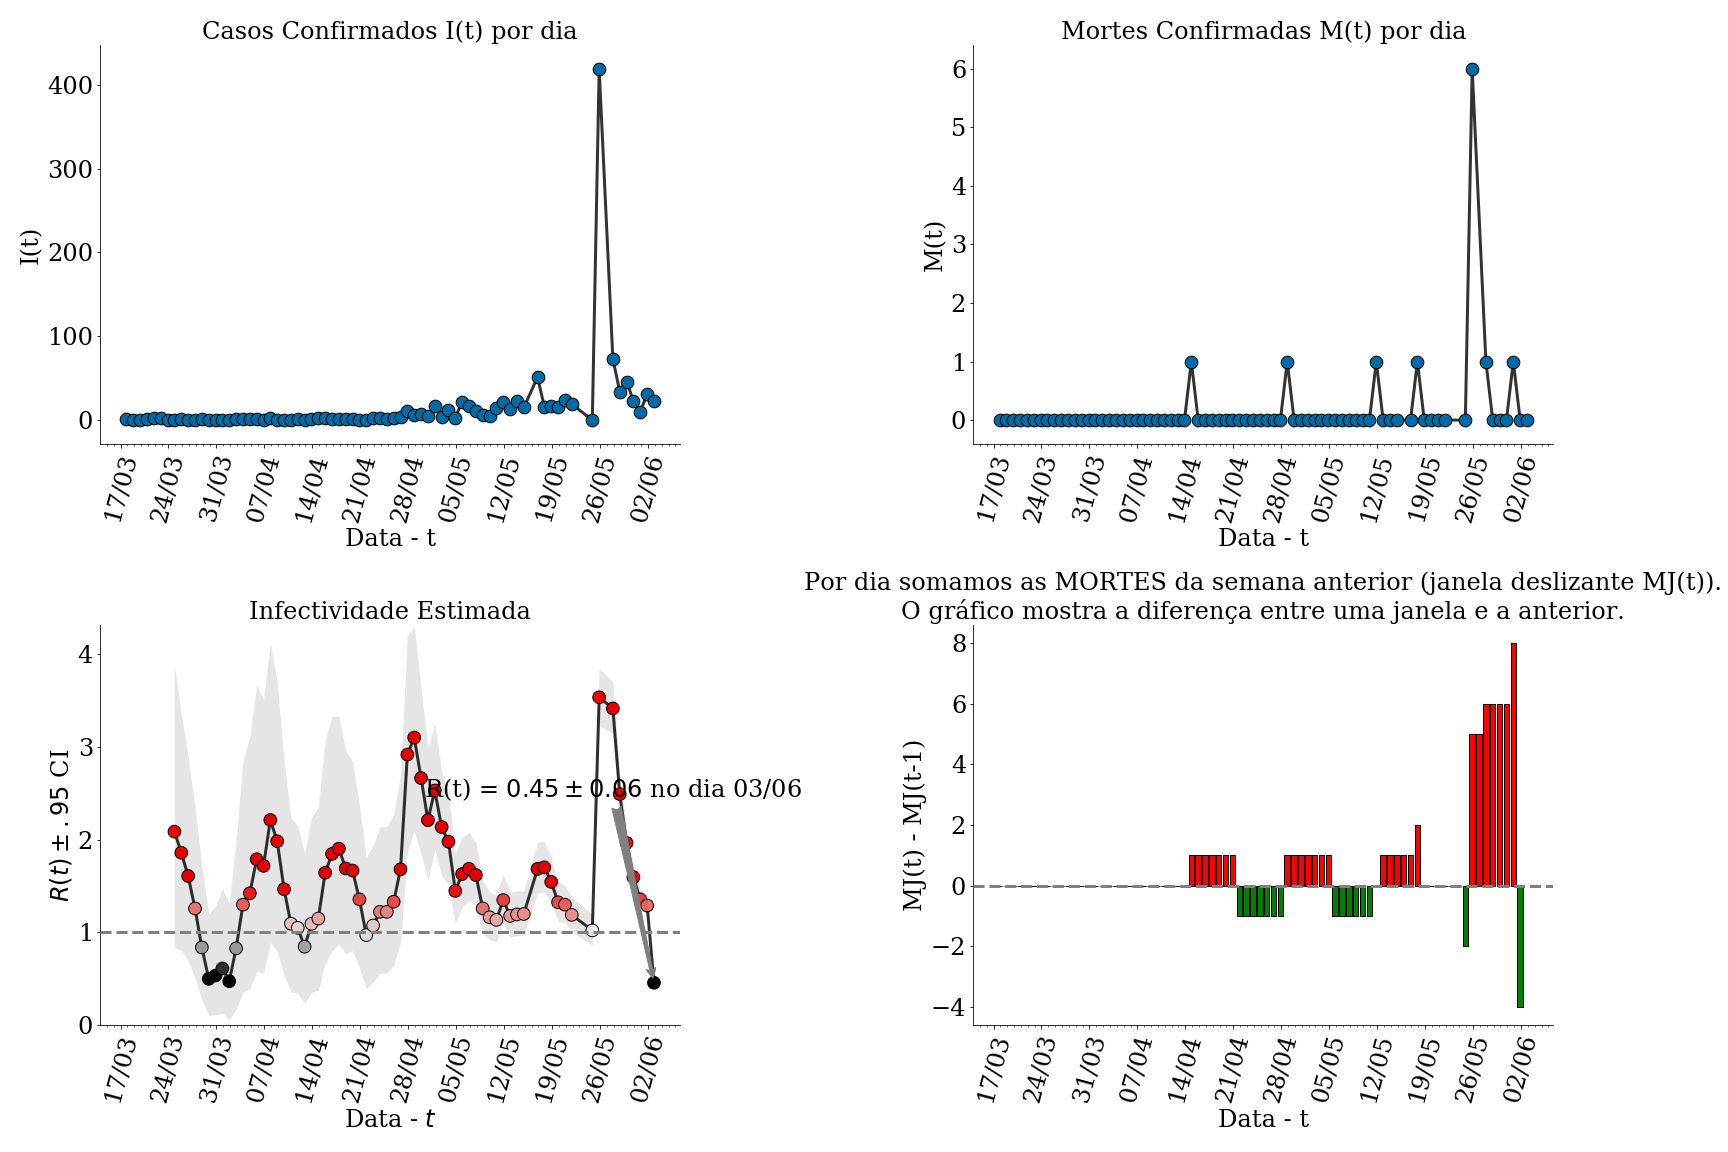 Casos Confirmados I(t) por dia
I(t)
400
300
200
100
0
17/03 24/03 31/03 07/04 14/04 21/04 28/04 05/05 12/05 19/05 26/05 02/06
Data - t
Mortes Confirmadas M(t) por dia
M(t)
6
5
4
3
2
1
0
17/03 24/03 31/03 07/04 14/04 21/04 28/04 05/05 12/05 19/05 26/05 02/06
Data - t
Infectividade Estimada
R(t) ± .95 CI
4
3
2
1
0
R(t) = 0.45 ± 0.06 no dia 03/06
17/03 24/03 31/03 07/04 14/04 21/04 28/04 05/05 12/05 19/05 26/05 02/06
Data - t
Por dia somamos as MORTES da semana anterior (janela deslizante MJ(t)).
O gráfico mostra a diferença entre uma janela e a anterior.
MJ(t) - MJ(t-1)
8
6
4
2
0
−2
−4
17/03 24/03 31/03 07/04 14/04 21/04 28/04 05/05 12/05 19/05 26/05 02/06
Data - t